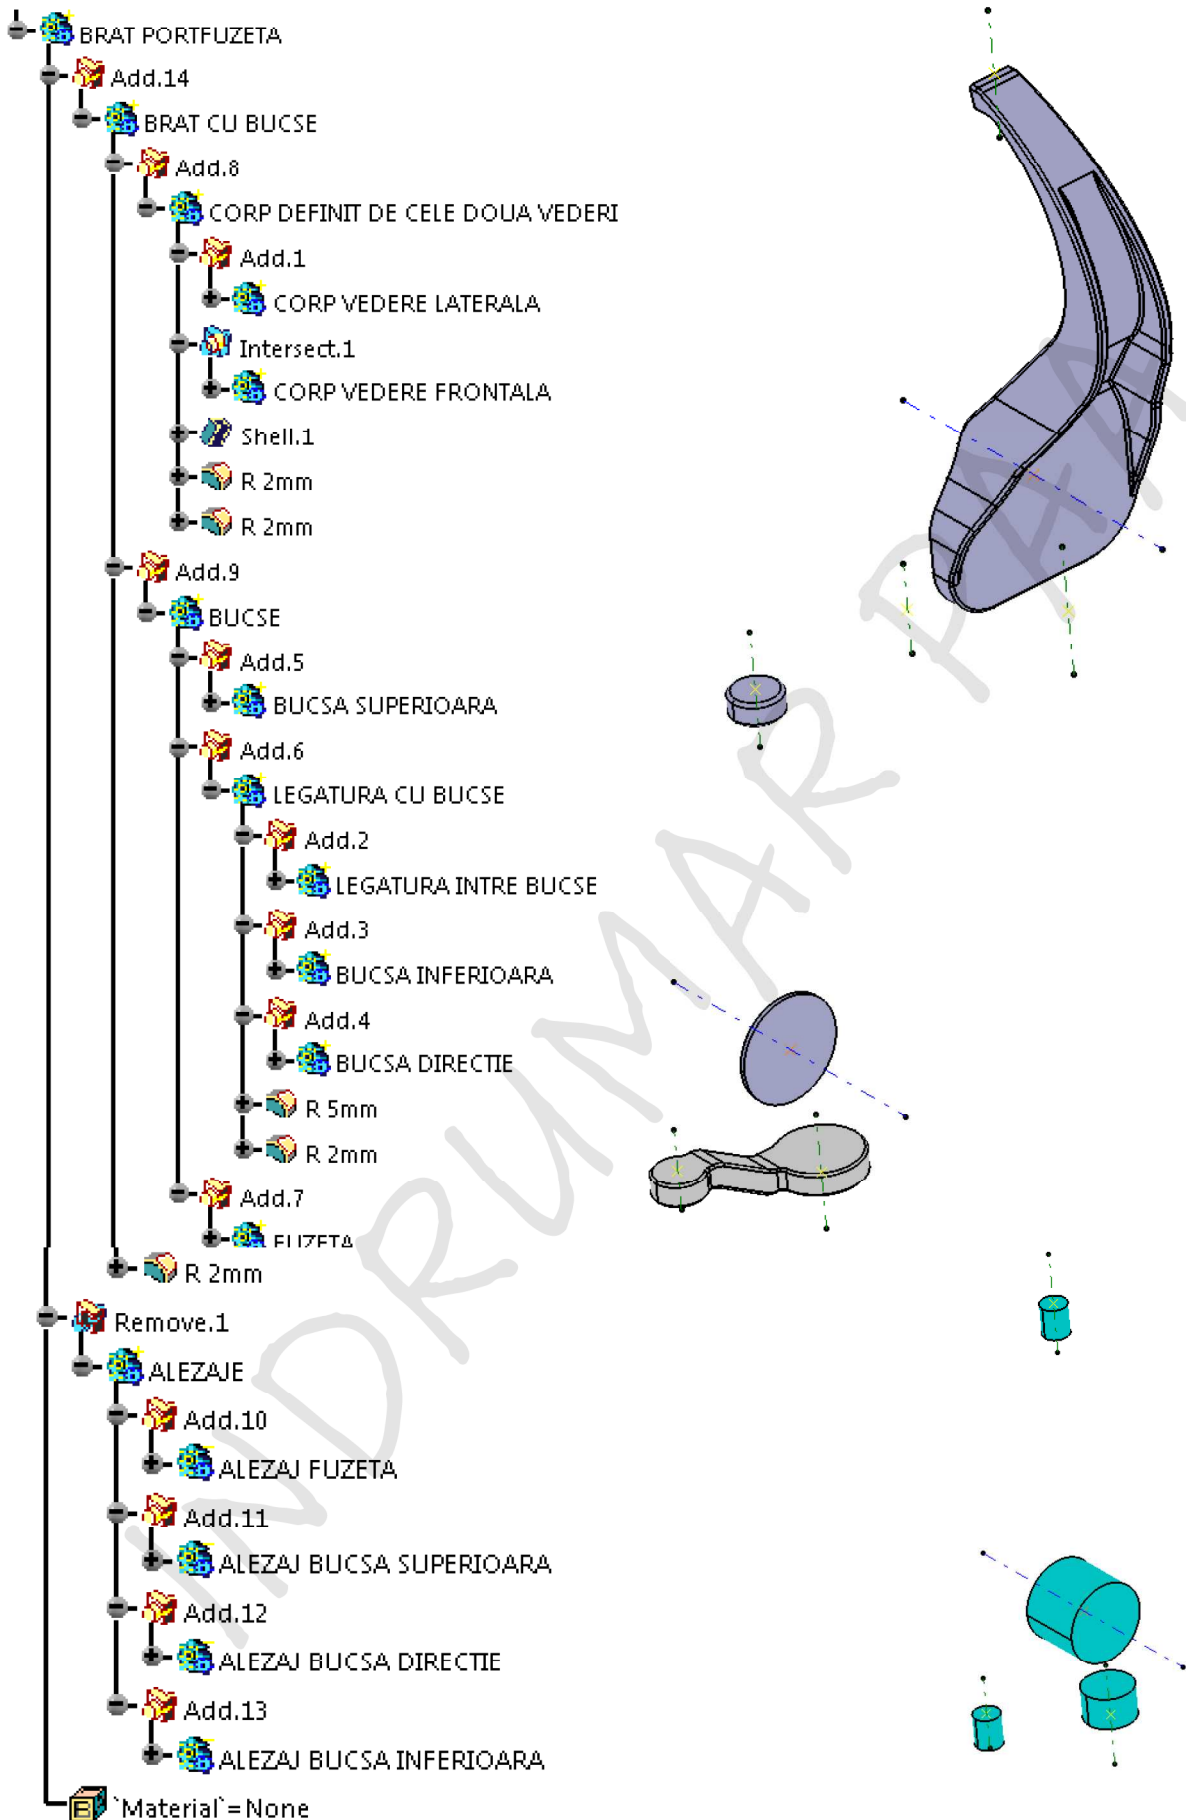 BRAT PORTFUZETA
Add.14
BRAT CU BUCSE
Add.8
CORP DEFINIT DE CELE DOUA VEDERI
Add.1
CORP VEDERE LATERALA
Intersect.1
CORP VEDERE FRONTALA
Shell.1
R 2mm
R 2mm
Add.9
BUCSE
Add.5
BUCSA SUPERIOARA
Add.6
LEGATURA CU BUCSE
Add.2
LEGATURA INTRE BUCSE
Add.3
BUCSA INFERIOARA
Add.4
BUCSA DIRECTIE
R 5mm
R 2mm
Add.7
FUZETA
R 2mm
Remove.1
ALEZAJE
Add.10
ALEZAJ FUZETA
Add.11
ALEZAJ BUCSA SUPERIOARA
Add.12
ALEZAJ BUCSA DIRECTIE
Add.13
ALEZAJ BUCSA INFERIOARA
`Material`=None
INDRUMAR PAA